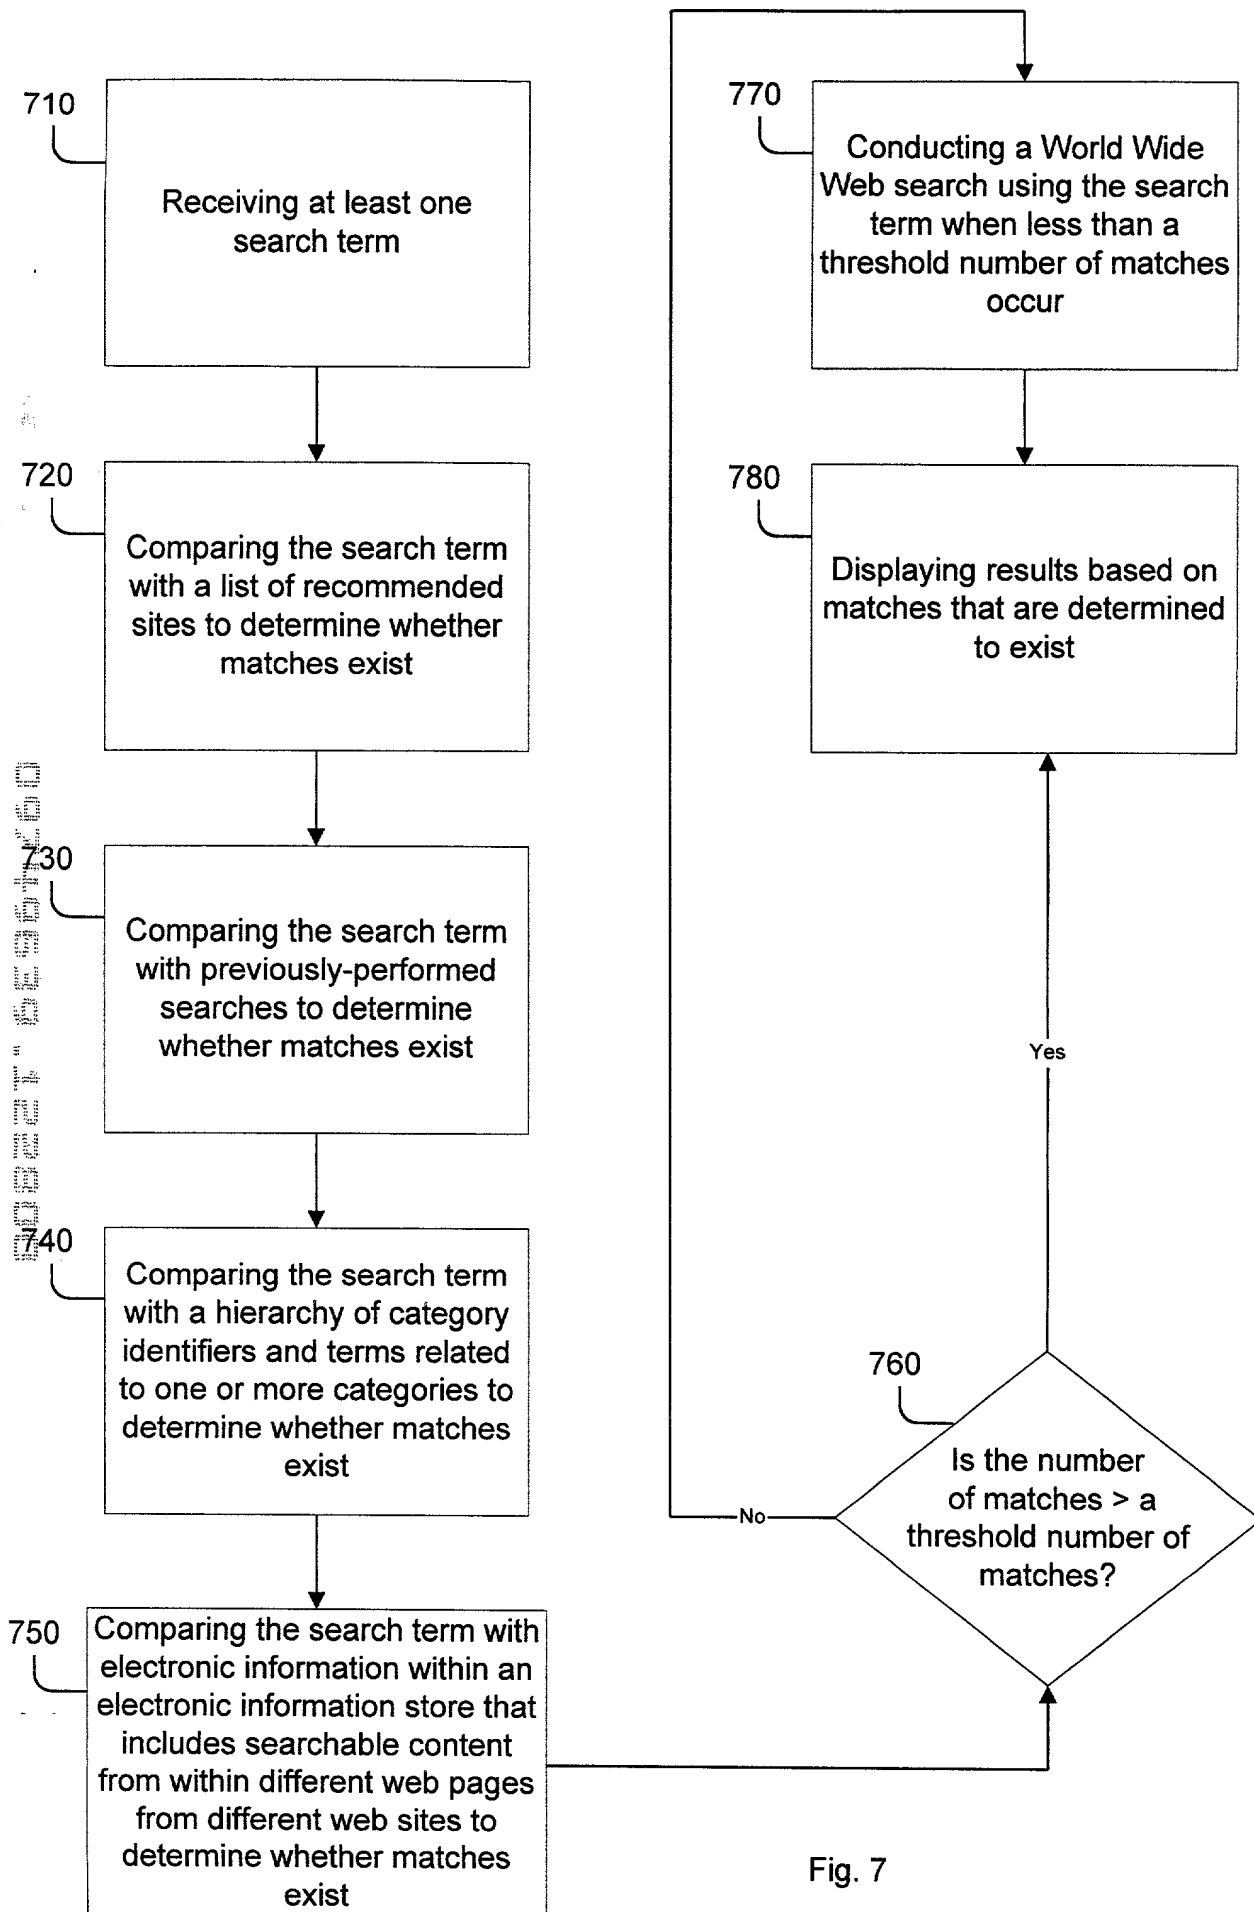 710
Receiving at least one
search term
720
Comparing the search term
with a list of recommended
sites to determine whether
matches exist
730
Comparing the search term
with previously-performed
searches to determine
whether matches exist
740
Comparing the search term
with a hierarchy of category
identifiers and terms related
to one or more categories to
determine whether matches
exist
750
Comparing the search term with
electronic information within an
electronic information store that
includes searchable content
from within different web pages
from different web sites to
determine whether matches
exist
760
Is the number
of matches > a
threshold number of
matches?
No
Yes
770
Conducting a World Wide
Web search using the search
term when less than a
threshold number of matches
occur
780
Displaying results based on
matches that are determined
to exist
Fig. 7